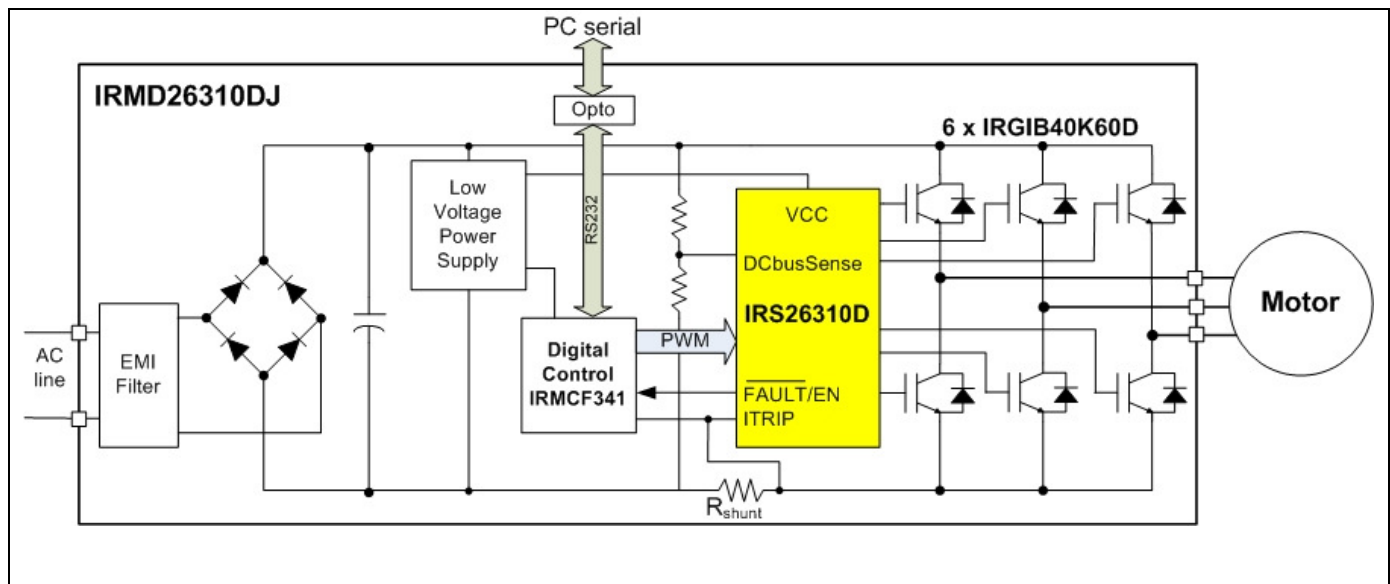 PC serial
IRMD26310DJ
Opto
6 x IRGIB40K60D
Low
Voltage
Power
Supply
RS232
VCC
DCbusSense
IRS26310D
Motor
AC
line
EMI
Filter
Digital
Control
IRMCF341
PWM
FAULT/EN
ITRIP
Rshunt